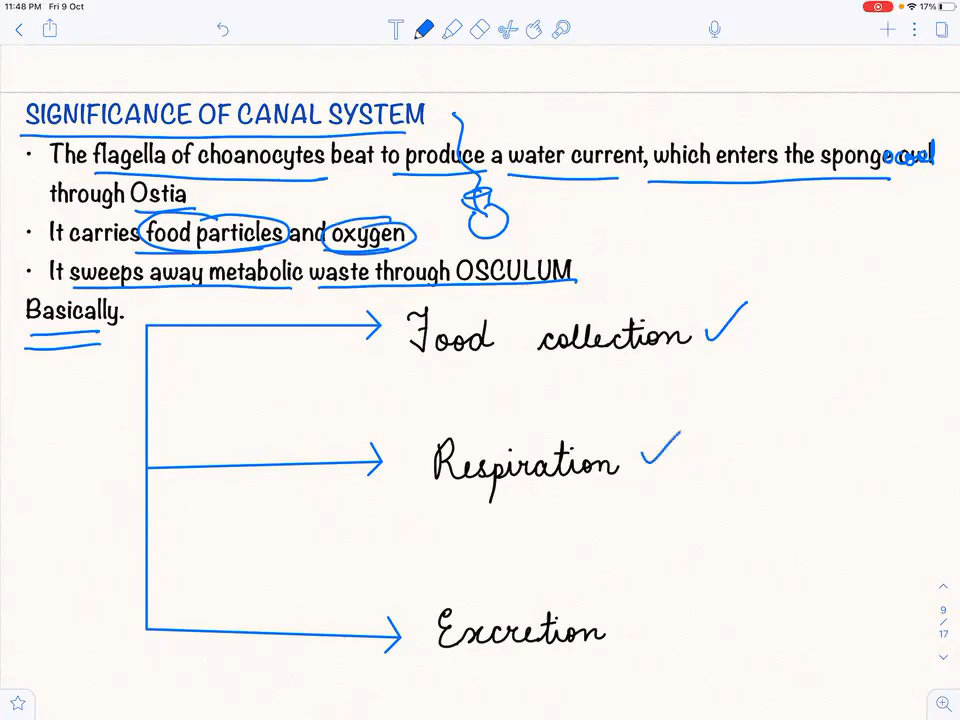 11:48 PM Fri 9 Oct
17%
SIGNIFICANCE OF CANAL SYSTEM
· The flagella of choanocytes beat to produce a water current, which enters the sponge
through Ostia
· It carries food particles and oxygen
· It sweeps away metabolic waste through OSCULUM
Basically.
Food collection
Respiration
Excretion
9
/
17